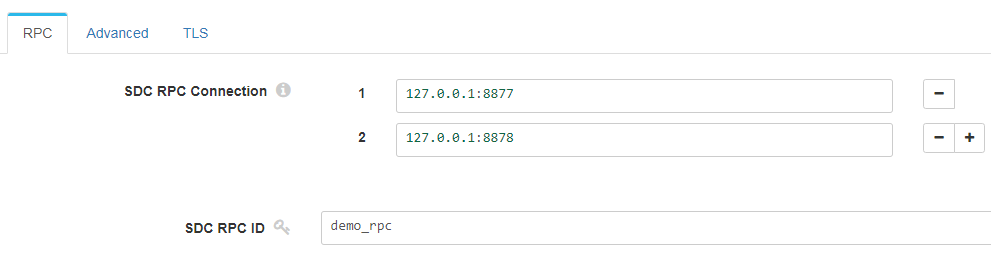 RPC Advanced TLS
SDC RPC Connection 1 127.0.0.1:8877
2 127.0.0.1:8878
SDC RPC ID demo_rpc